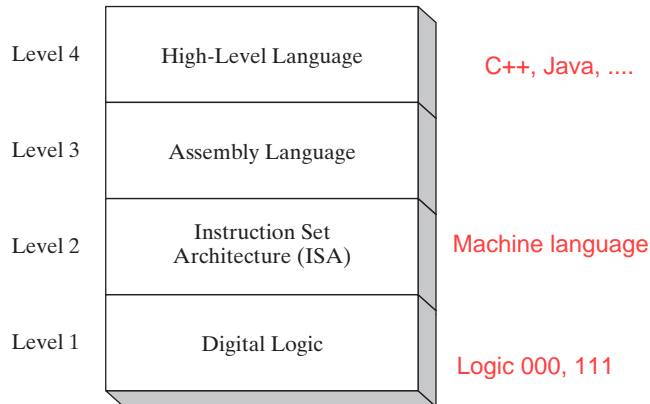 Level 4
High-Level Language
C++, Java, ....
Level 3
Assembly Language
Level 2
Instruction Set
Architecture (ISA)
Machine language
Level 1
Digital Logic
Logic 000, 111